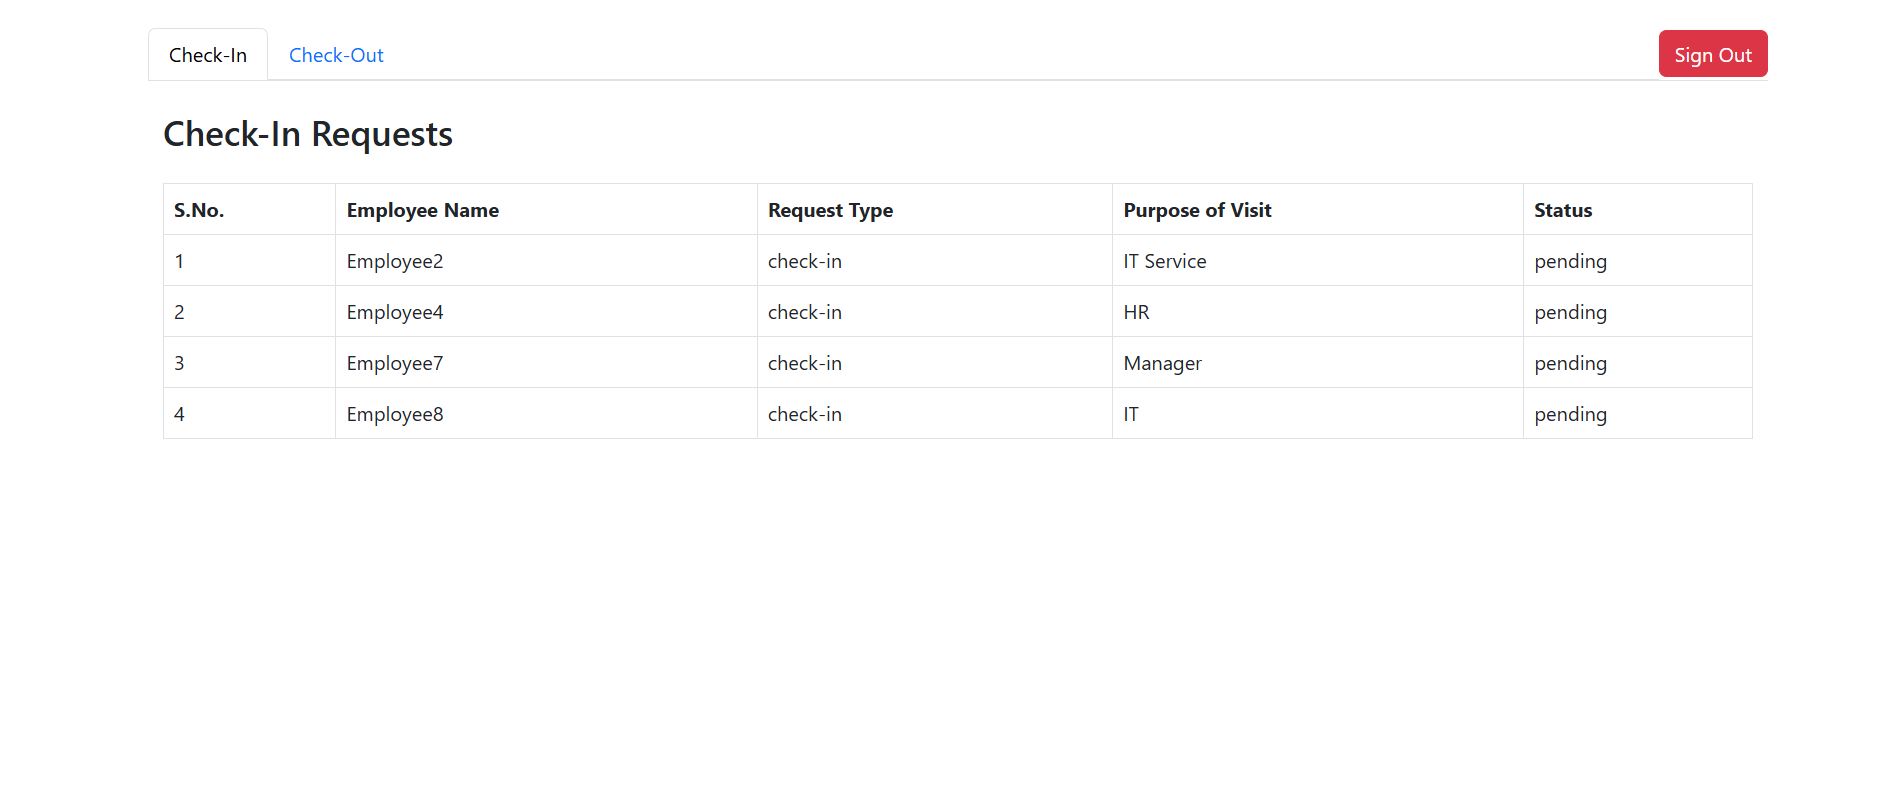 Check-In Check-Out Sign Out
Check-In Requests
S.No. Employee Name Request Type Purpose of Visit Status
1 Employee2 check-in IT Service pending
2 Employee4 check-in HR pending
3 Employee7 check-in Manager pending
4 Employee8 check-in IT pending